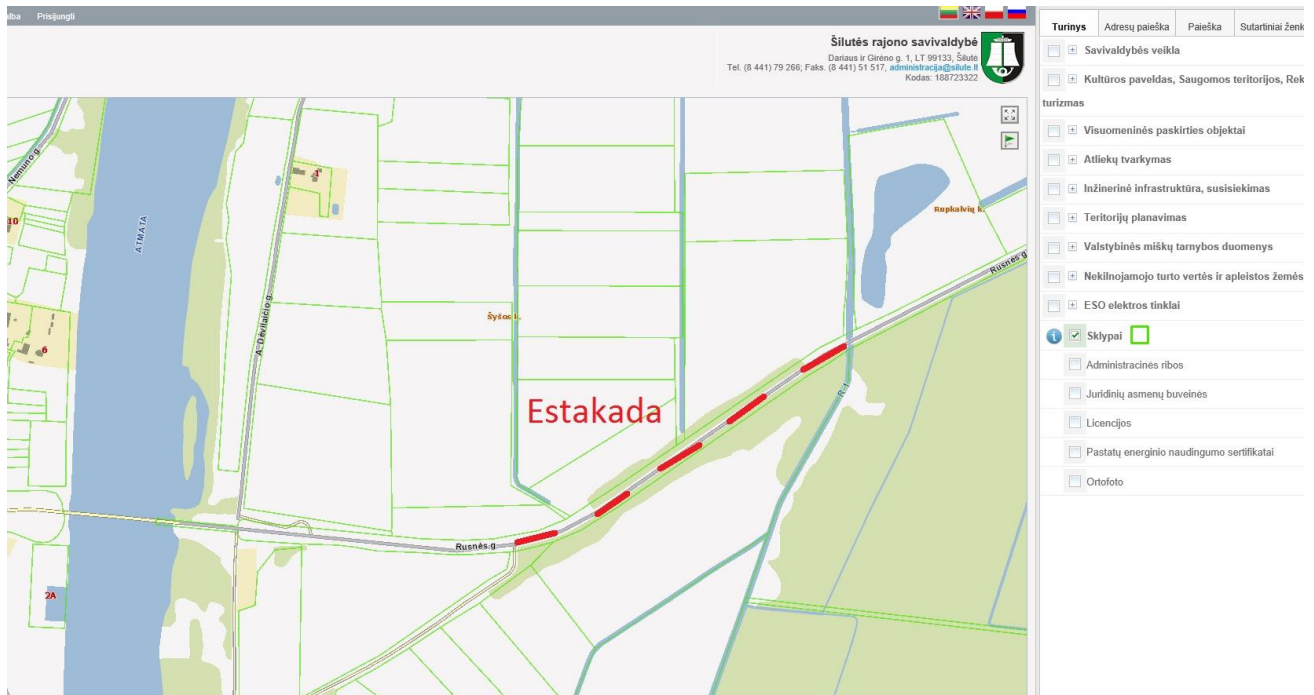 Prisijungti
Šilutės rajono savivaldybė
Dariaus ir Girėno g. 1, LT 99133, Šilutė
Tel. (8 441) 79 266; Faks. (8 441) 51 517, administracija@silute.lt
Kodas: 188723322
Turinys Adresų paieška Paieška Sutartiniai ženk
Savivaldybės veikla
Kultūros paveldas, Saugomos teritorijos, Rek
turizmas
Visuomeninės paskirties objektai
Atliekų tvarkymas
Inžinerinė infrastruktūra, susisiekimas
Teritorijų planavimas
Valstybinės miškų tarnybos duomenys
Nekilnojamojo turto vertės ir apleistos žemės
ESO elektros tinklai
Sklypai
Administracinės ribos
Juridinių asmenų buveinės
Licencijos
Pastatų energinio naudingumo sertifikatai
Ortofoto
Nemuno g.
1
10
ATMATA
Rupkalvių k.
Rusnės g
A. Dėvilaičio g.
Šyšos k.
6
Estakada
R-1
Rusnės g.
2A